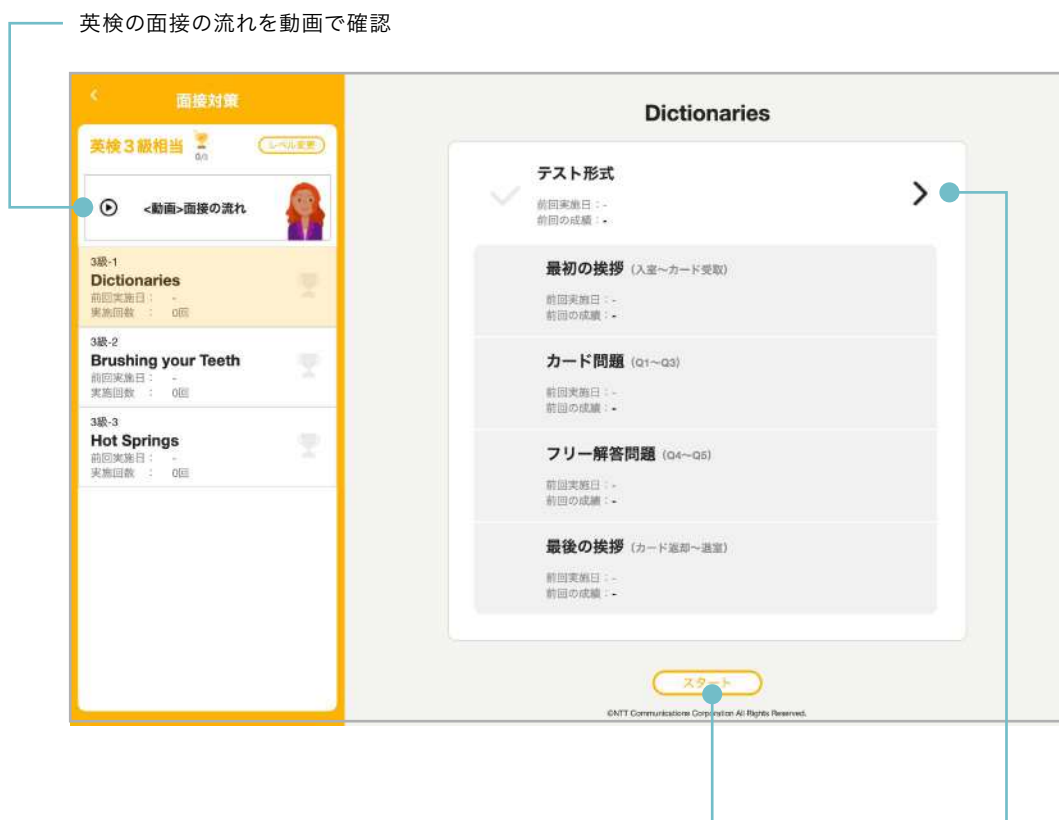 英検の面接の流れを動画で確認
面接対策
英検3級相当
0/3
レベル変更
<動画>面接の流れ
3級-1
Dictionaries
前回実施日： -
実施回数 ： 0回
3級-2
Brushing your Teeth
前回実施日： -
実施回数 ： 0回
3級-3
Hot Springs
前回実施日： -
実施回数 ： 0回
Dictionaries
テスト形式
前回実施日：-
前回の成績：-
最初の挨拶（入室〜カード受取）
前回実施日：-
前回の成績：-
カード問題（Q1〜Q3）
前回実施日：-
前回の成績：-
フリー解答問題（Q4〜Q5）
前回実施日：-
前回の成績：-
最後の挨拶（カード返却〜退室）
前回実施日：-
前回の成績：-
スタート
©NTT Communications Corporation All Rights Reserved.